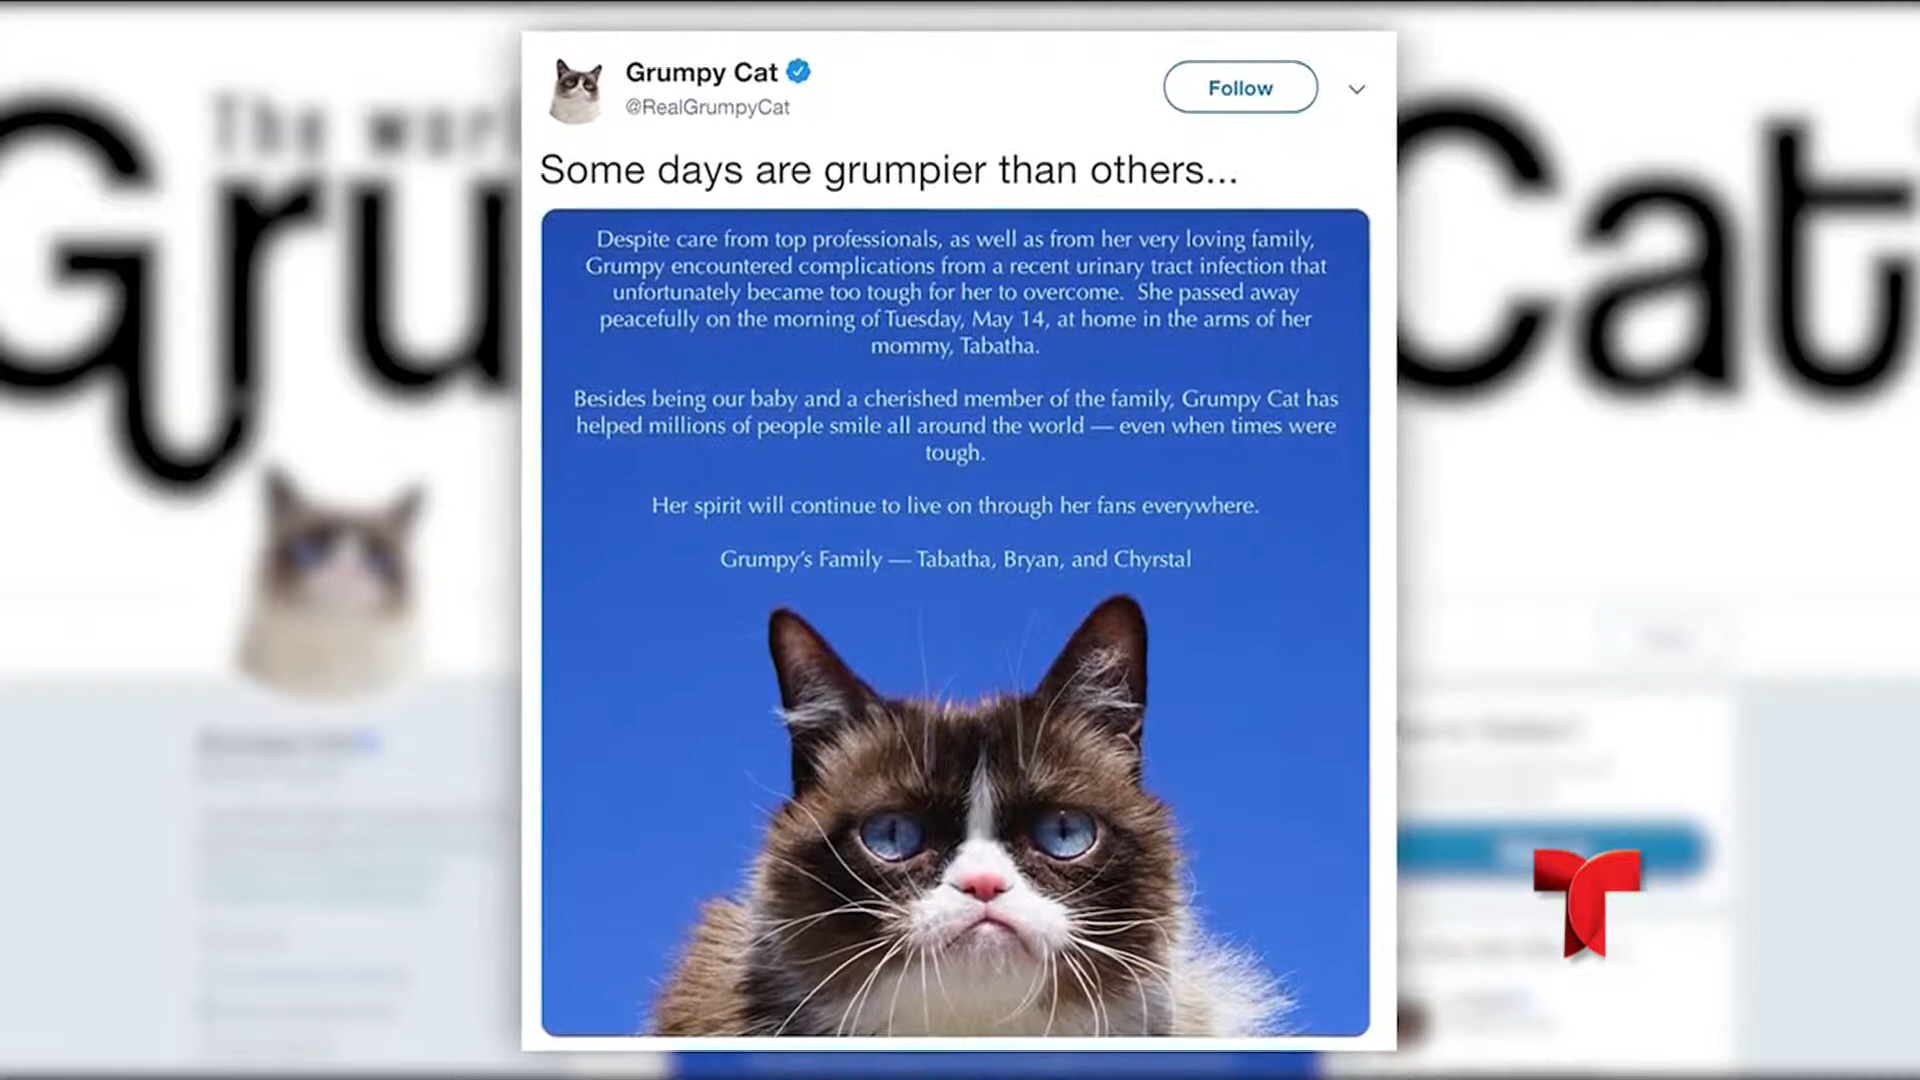 The worl
Gru
Cat
Grumpy Cat
@RealGrumpyCat
Follow
Some days are grumpier than others...
Despite care from top professionals, as well as from her very loving family,
Grumpy encountered complications from a recent urinary tract infection that
unfortunately became too tough for her to overcome. She passed away
peacefully on the morning of Tuesday, May 14, at home in the arms of her
mommy, Tabatha.
Besides being our baby and a cherished member of the family, Grumpy Cat has
helped millions of people smile all around the world — even when times were
tough.
Her spirit will continue to live on through her fans everywhere.
Grumpy's Family — Tabatha, Bryan, and Chyrstal